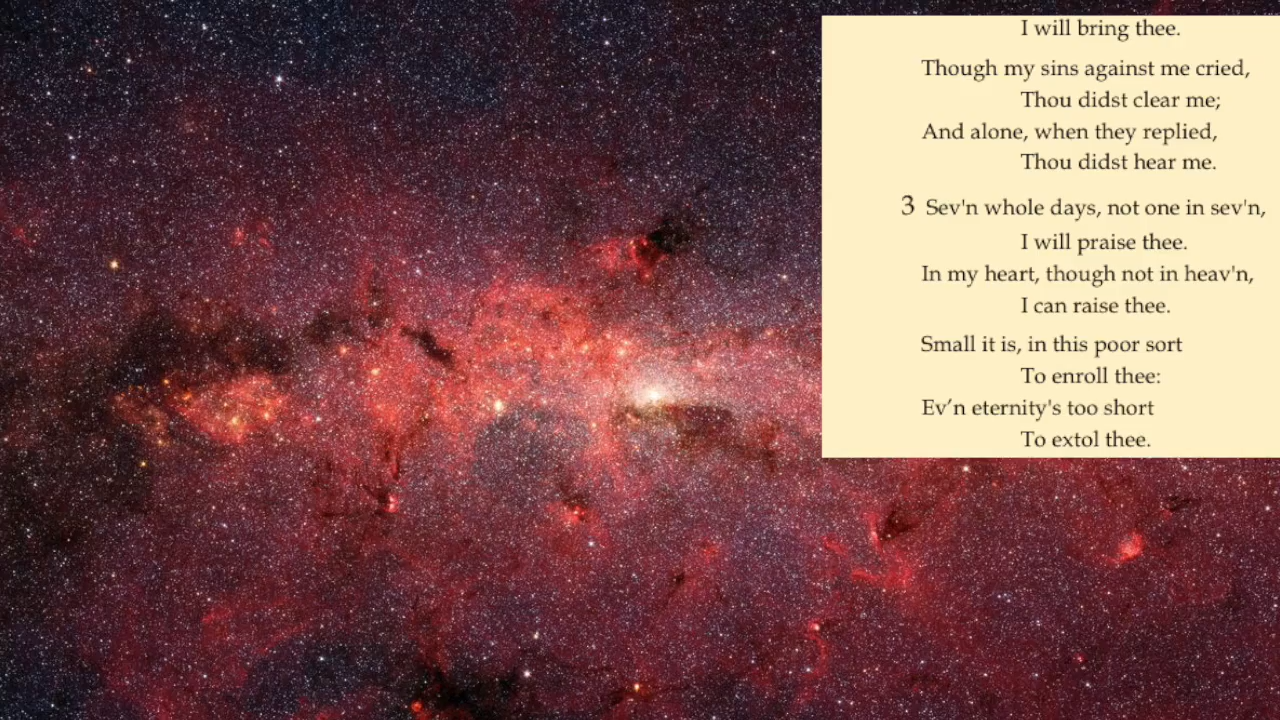 I will bring thee.
Though my sins against me cried,
Thou didst clear me;
And alone, when they replied,
Thou didst hear me.
3 Sev'n whole days, not one in sev'n,
I will praise thee.
In my heart, though not in heav'n,
I can raise thee.
Small it is, in this poor sort
To enroll thee:
Ev’n eternity's too short
To extol thee.